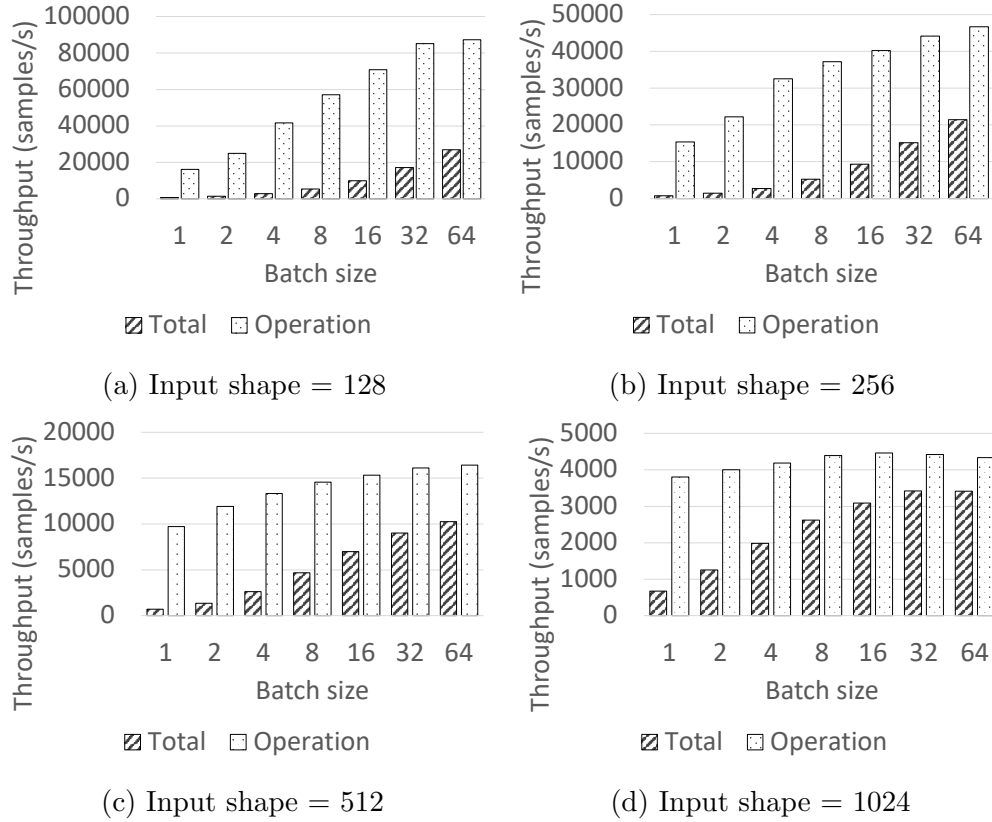 Throughput (samples/s)
100000
80000
60000
40000
20000
0
1 2 4 8 16 32 64
Batch size
Total Operation
(a) Input shape = 128
Throughput (samples/s)
50000
40000
30000
20000
10000
0
1 2 4 8 16 32 64
Batch size
Total Operation
(b) Input shape = 256
Throughput (samples/s)
20000
15000
10000
5000
0
1 2 4 8 16 32 64
Batch size
Total Operation
(c) Input shape = 512
Throughput (samples/s)
5000
4000
3000
2000
1000
0
1 2 4 8 16 32 64
Batch size
Total Operation
(d) Input shape = 1024